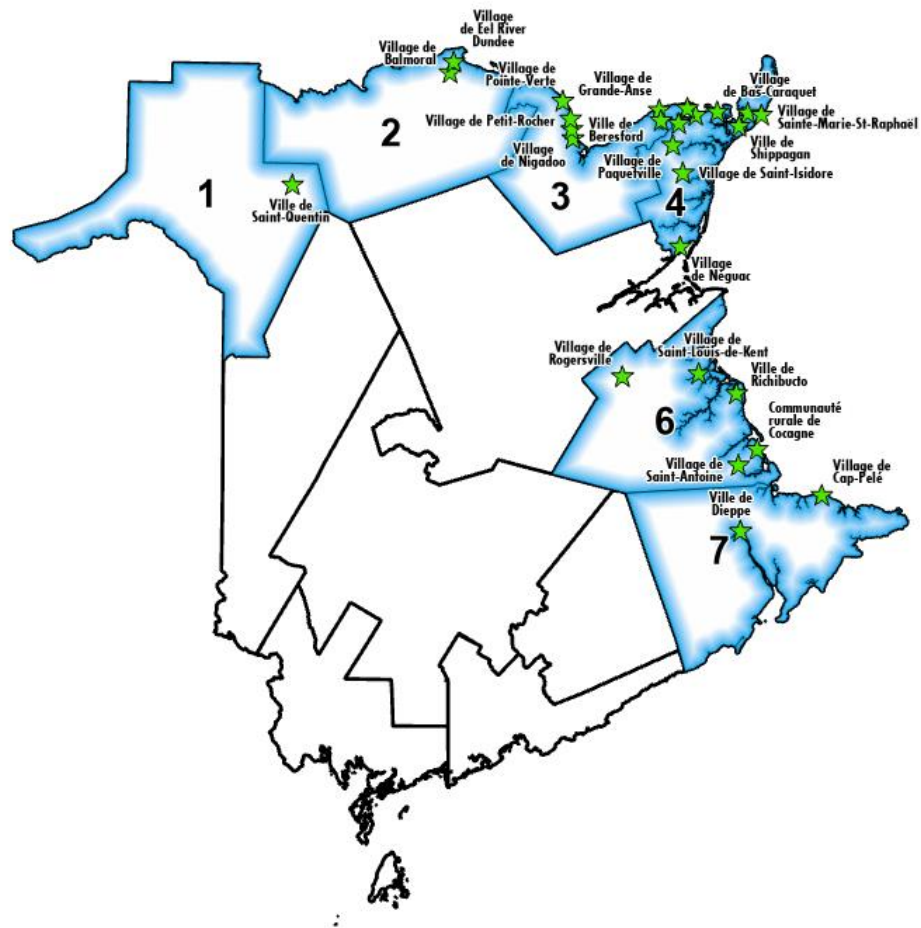 Village
de Eel River
Dundee
Village de
Balmoral
Village de
Pointe-Verte
Village de
Grande-Anse
Village
de Bas-Caraquet
Village de Petit-Rocher
Ville de
Beresford
Village de
Sainte-Marie-St-Raphaël
Village
de Nigadoo
Ville de
Shippagan
Village de
Paquetville
Village de Saint-Isidore
1
2
3
4
Ville de
Saint-Quentin
Village
de Néguac
Village de
Rogersville
Village de
Saint-Louis-de-Kent
Ville de
Richibucto
6
Communauté
rurale de
Cocagne
Village de
Saint-Antoine
Village de
Cap-Pelé
Ville de
Dieppe
7